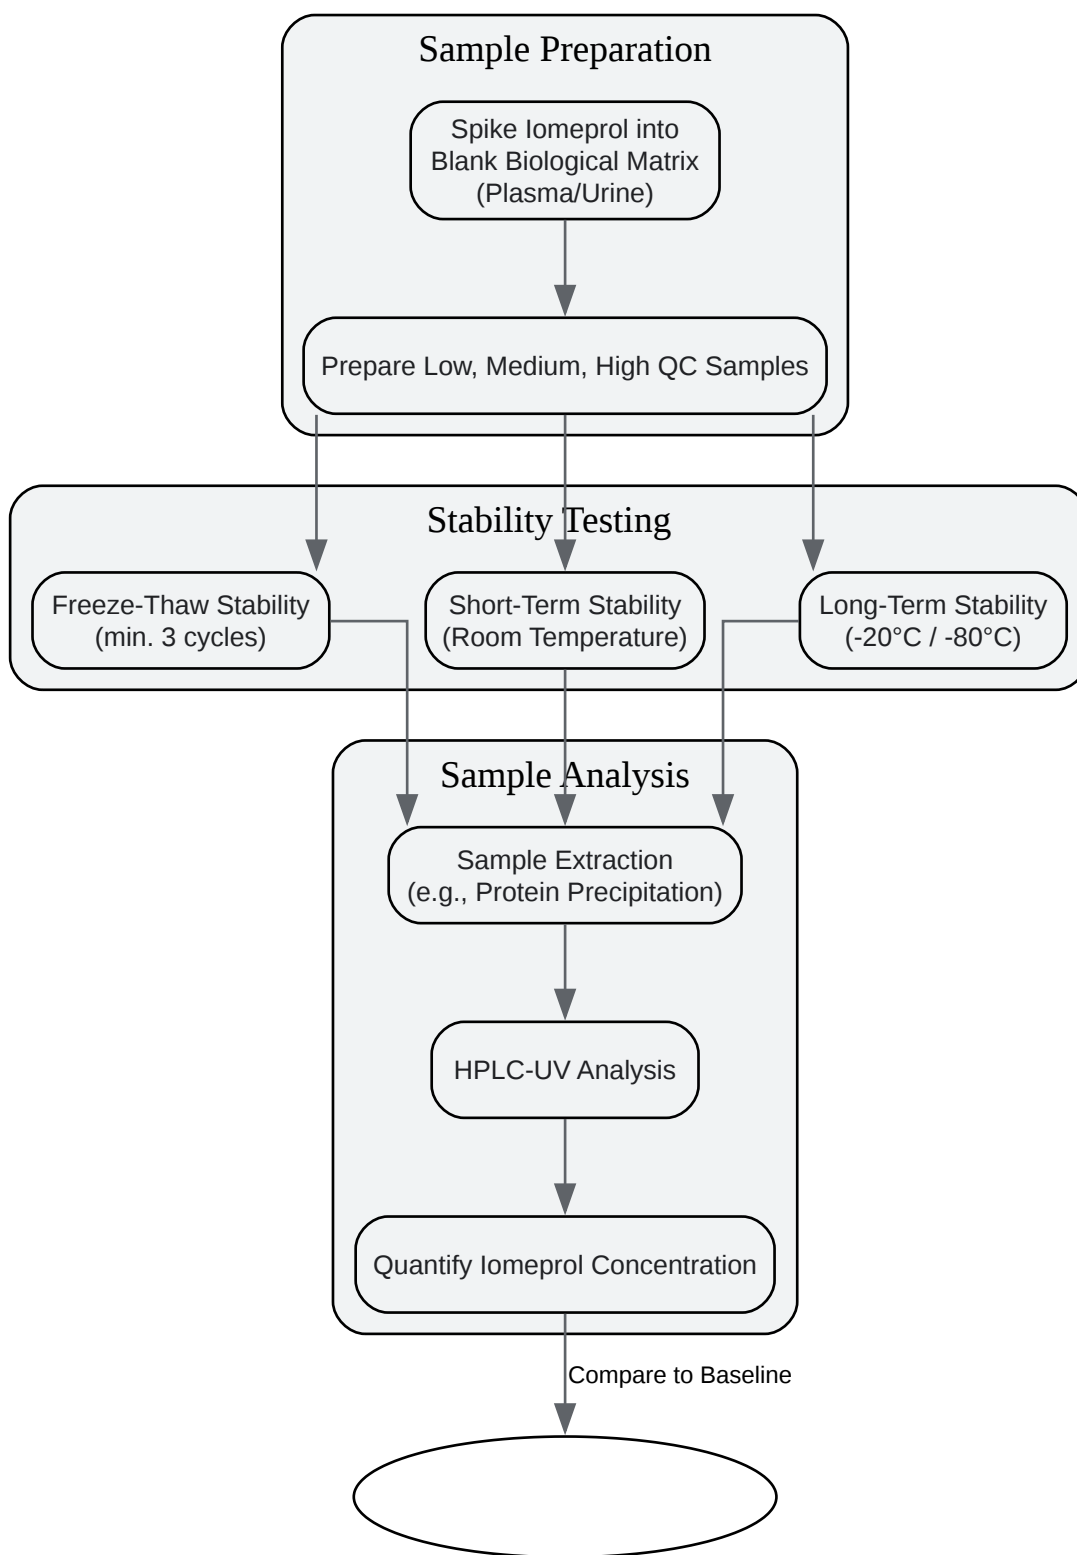 Sample Preparation
Spike Iomeprol into
Blank Biological Matrix
(Plasma/Urine)
Prepare Low, Medium, High QC Samples
Stability Testing
Freeze-Thaw Stability
(min. 3 cycles)
Short-Term Stability
(Room Temperature)
Long-Term Stability
(-20°C / -80°C)
Sample Analysis
Sample Extraction
(e.g., Protein Precipitation)
HPLC-UV Analysis
Quantify Iomeprol Concentration
Compare to Baseline